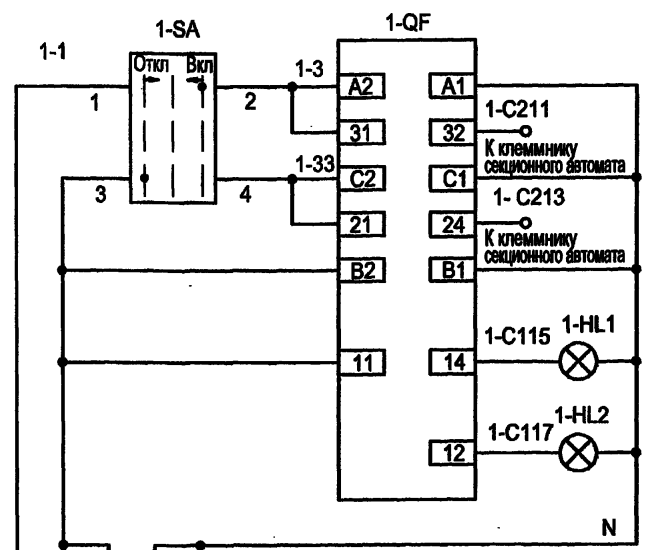 1-SA
1-QF
1-1
Откл Вкл
1-3
1 2
A2 A1
1-C211
31 32
К клеммнику
секционного автомата
1-33
3 4
C2 C1
1- C213
21 24
К клеммнику
секционного автомата
B2 B1
1-C115 1-HL1
11 14
1-C117 1-HL2
12
N